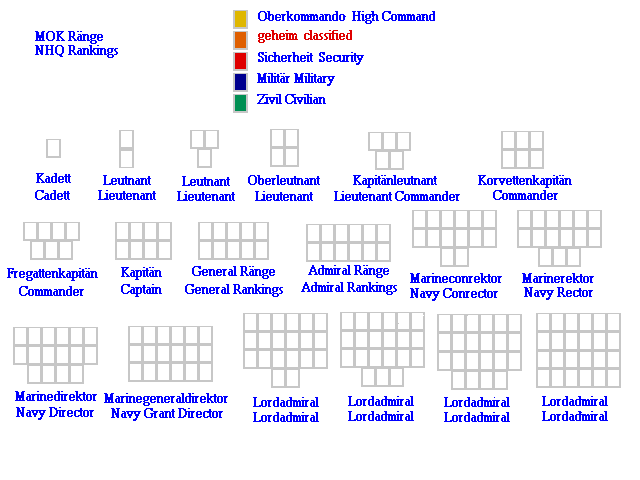 MOK Ränge
NHQ Rankings
Oberkommando High Command
geheim classified
Sicherheit Security
Militär Military
Zivil Civilian
Kadett
Cadett
Leutnant
Lieutenant
Leutnant
Lieutenant
Oberleutnant
Lieutenant
Kapitänleutnant
Lieutenant Commander
Korvettenkapitän
Commander
Fregattenkapitän
Commander
Kapitän
Captain
General Ränge
General Rankings
Admiral Ränge
Admiral Rankings
Marineconrektor
Navy Conrector
Marinerektor
Navy Rector
Marinedirektor
Navy Director
Marinegeneraldirektor
Navy Grant Director
Lordadmiral
Lordadmiral
Lordadmiral
Lordadmiral
Lordadmiral
Lordadmiral
Lordadmiral
Lordadmiral